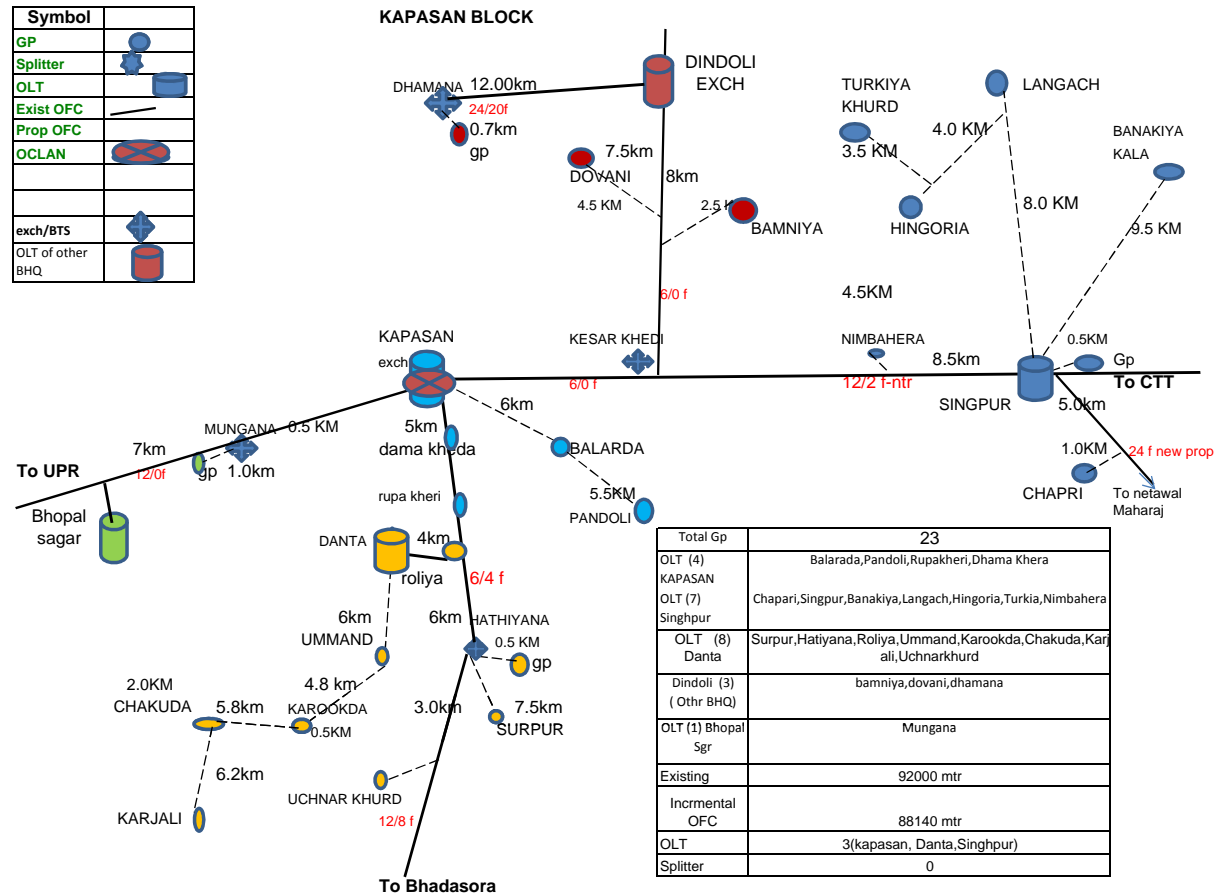 Symbol
GP
Splitter
OLT
Exist OFC
Prop OFC
OCLAN
exch/BTS
OLT of other
BHQ
KAPASAN BLOCK
DINDOLI
EXCH
DHAMANA
12.00km
24/20f
0.7km
gp
7.5km
DOVANI
4.5 KM
8km
2.5 K
BAMNIYA
6/0 f
TURKIYA
KHURD
3.5 KM
4.0 KM
LANGACH
HINGORIA
BANAKIYA
KALA
8.0 KM
9.5 KM
4.5KM
KAPASAN
exch
KESAR KHEDI
6/0 f
NIMBAHERA
8.5km
12/2 f-ntr
0.5KM
Gp
To CTT
SINGPUR
5.0km
1.0KM
24 f new prop
CHAPRI
To netawal
Maharaj
MUNGANA
0.5 KM
7km
12/0f
gp
1.0km
To UPR
Bhopal
sagar
5km
dama kheda
6km
BALARDA
5.5KM
PANDOLI
rupa kheri
DANTA
4km
roliya
6/4 f
6km
UMMAND
6km
HATHIYANA
0.5 KM
gp
2.0KM
CHAKUDA
5.8km
4.8 km
KAROOKDA
0.5KM
3.0km
7.5km
SURPUR
6.2km
KARJALI
UCHNAR KHURD
12/8 f
To Bhadasora
Total Gp 23
OLT (4) Balarada,Pandoli,Rupakheri,Dhama Khera
KAPASAN
OLT (7) Chapari,Singpur,Banakiya,Langach,Hingoria,Turkia,Nimbahera
Singhpur
OLT (8) Surpur,Hatiyana,Roliya,Ummand,Karookda,Chakuda,Karj
Danta ali,Uchnarkhurd
Dindoli (3) bamniya,dovani,dhamana
( Othr BHQ)
OLT (1) Bhopal Mungana
Sgr
Existing 92000 mtr
Incrmental
OFC 88140 mtr
OLT 3(kapasan, Danta,Singhpur)
Splitter 0